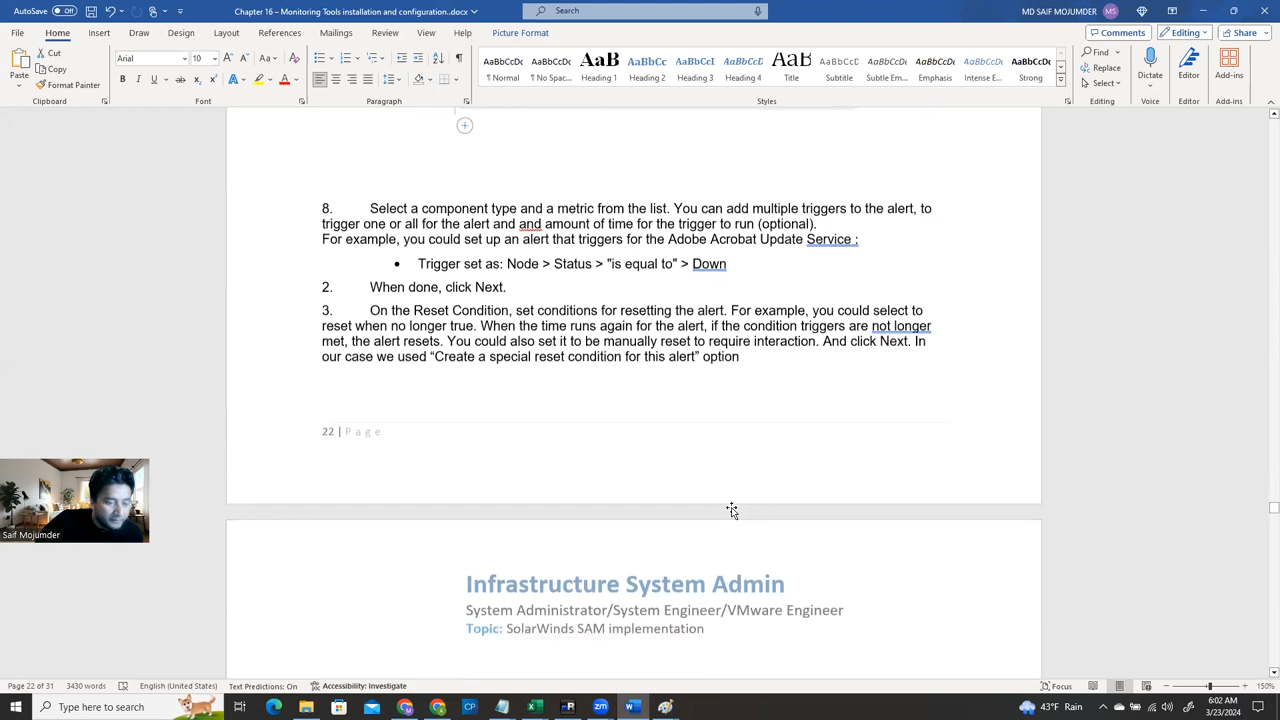 AutoSave Off Chapter 16 – Monitoring Tools installation and configuration..docx Search MD SAIF MOJUMDER MS
File Home Insert Draw Design Layout References Mailings Review View Help Picture Format Comments Editing Share
Paste Cut Copy Format Painter Clipboard
Arial 10 Font
Paragraph
AaBbCcDc AaBbCcDc AaB AaBbCcI AaBbCcI AaBbCcD AaB AaBbCcD AaBbCcDc AaBbCcDc AaBbCcDc AaBbCcDc
¶ Normal ¶ No Spac... Heading 1 Heading 2 Heading 3 Heading 4 Title Subtitle Subtle Em... Emphasis Intense E... Strong
Styles
Find Replace Select Editing
Dictate Voice
Editor Editor
Add-ins Add-ins
8. Select a component type and a metric from the list. You can add multiple triggers to the alert, to
trigger one or all for the alert and and amount of time for the trigger to run (optional).
For example, you could set up an alert that triggers for the Adobe Acrobat Update Service :
• Trigger set as: Node > Status > "is equal to" > Down
2. When done, click Next.
3. On the Reset Condition, set conditions for resetting the alert. For example, you could select to
reset when no longer true. When the time runs again for the alert, if the condition triggers are not longer
met, the alert resets. You could also set it to be manually reset to require interaction. And click Next. In
our case we used “Create a special reset condition for this alert” option
22 | Page
Saif Mojumder
Infrastructure System Admin
System Administrator/System Engineer/VMware Engineer
Topic: SolarWinds SAM implementation
Page 22 of 31 3430 words English (United States) Text Predictions: On Accessibility: Investigate Focus 150%
Type here to search 43°F Rain 6:02 AM
3/23/2024